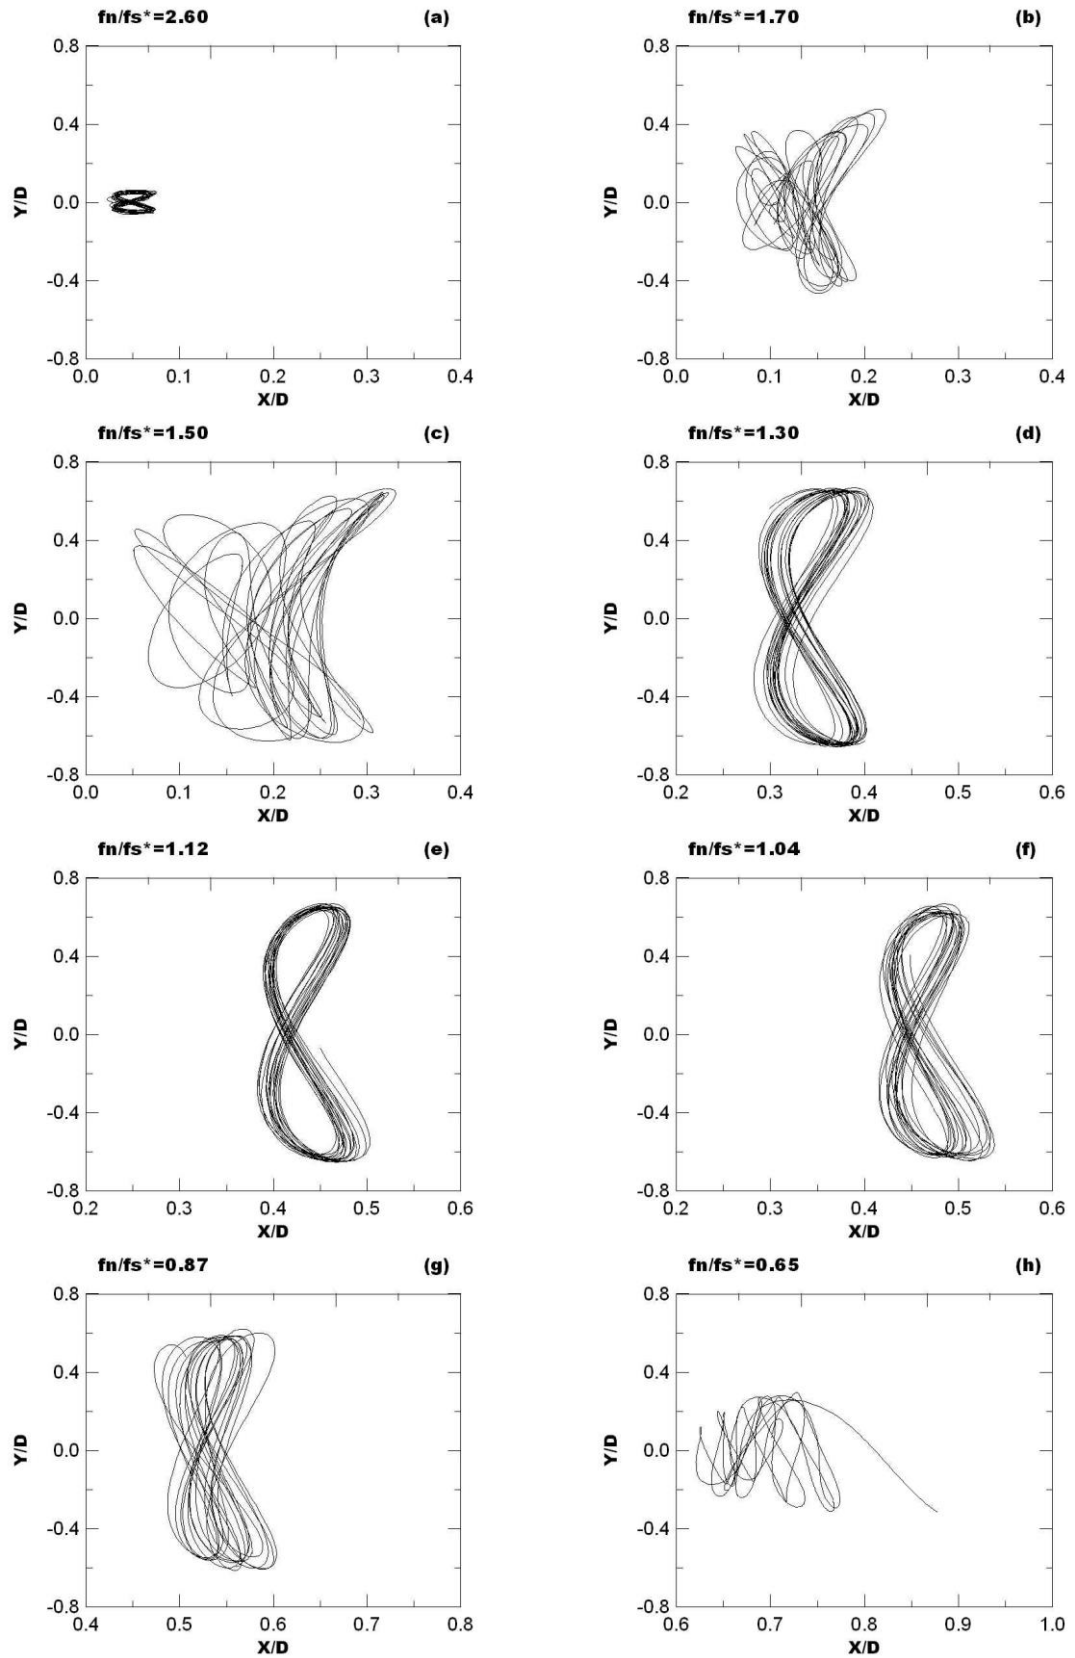 fn/fs*=2.60 (a)
0.8
0.4
0.0
-0.4
-0.8
Y/D
0.0 0.1 0.2 0.3 0.4
X/D
fn/fs*=1.70 (b)
0.8
0.4
0.0
-0.4
-0.8
Y/D
0.0 0.1 0.2 0.3 0.4
X/D
fn/fs*=1.50 (c)
0.8
0.4
0.0
-0.4
-0.8
Y/D
0.0 0.1 0.2 0.3 0.4
X/D
fn/fs*=1.30 (d)
0.8
0.4
0.0
-0.4
-0.8
Y/D
0.2 0.3 0.4 0.5 0.6
X/D
fn/fs*=1.12 (e)
0.8
0.4
0.0
-0.4
-0.8
Y/D
0.2 0.3 0.4 0.5 0.6
X/D
fn/fs*=1.04 (f)
0.8
0.4
0.0
-0.4
-0.8
Y/D
0.2 0.3 0.4 0.5 0.6
X/D
fn/fs*=0.87 (g)
0.8
0.4
0.0
-0.4
-0.8
Y/D
0.4 0.5 0.6 0.7 0.8
X/D
fn/fs*=0.65 (h)
0.8
0.4
0.0
-0.4
-0.8
Y/D
0.6 0.7 0.8 0.9 1.0
X/D